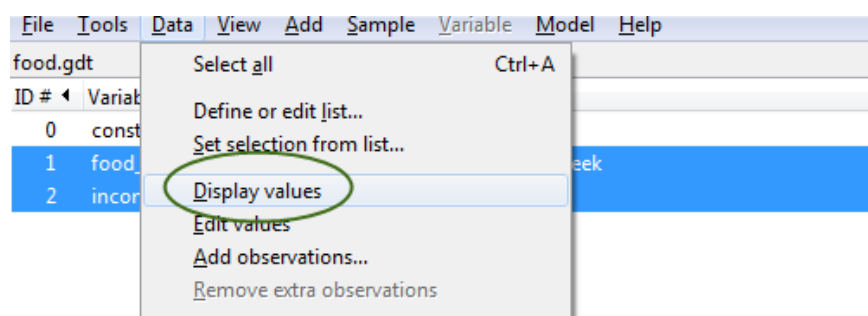 File Tools Data View Add Sample Variable Model Help
food.gdt
Select all Ctrl+A
ID #
Define or edit list...
0 const
Set selection from list...
1 food_ eek
Display values
2
Edit values
Add observations...
Remove extra observations